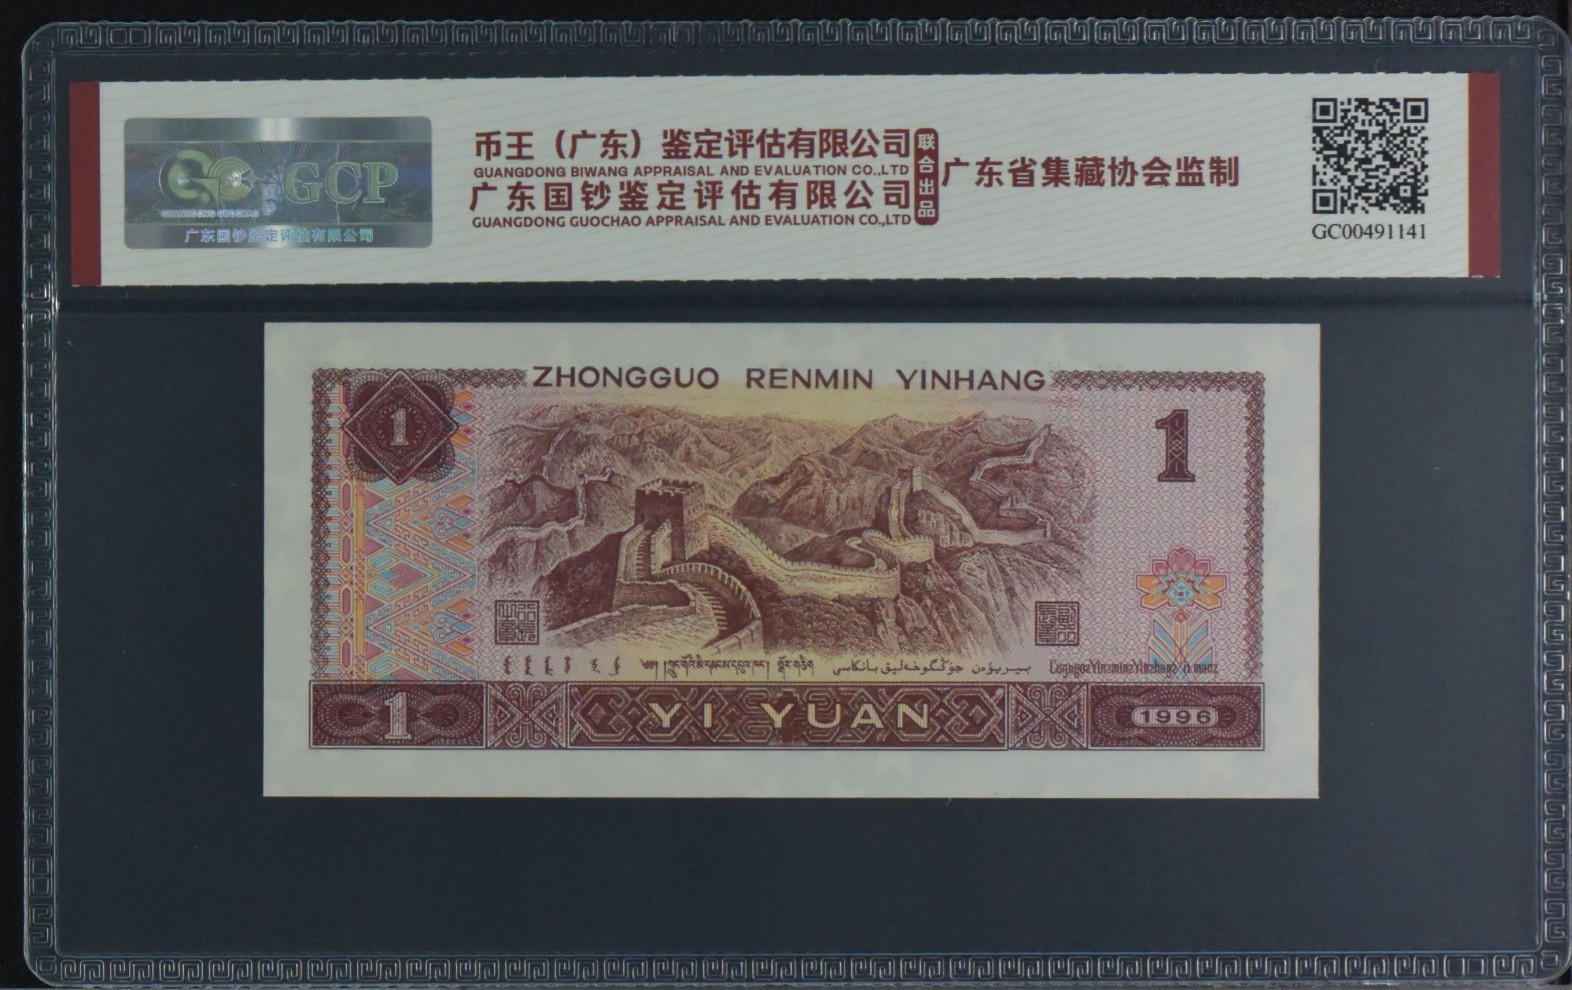 GCP
GUANGDONG GUOCHAO
广东国钞鉴定评估有限公司
币王（广东）鉴定评估有限公司
GUANGDONG BIWANG APPRAISAL AND EVALUATION CO.,LTD
广东国钞鉴定评估有限公司
GUANGDONG GUOCHAO APPRAISAL AND EVALUATION CO.,LTD
联合出品
广东省集藏协会监制
GC00491141
ZHONGGUO RENMIN YINHANG
1
1
1
YI YUAN
1996